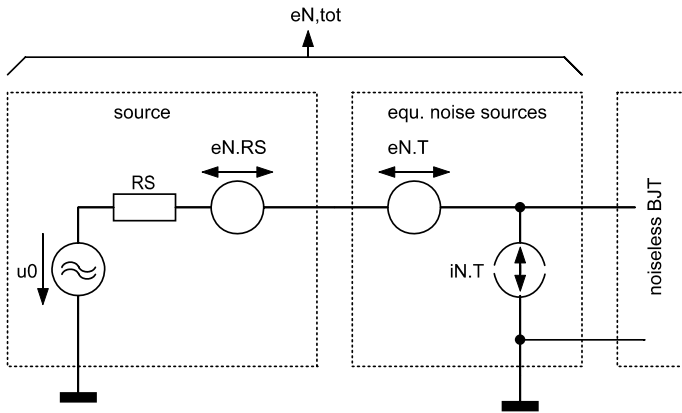 eN,tot
source
equ. noise sources
eN.RS
eN.T
RS
u0
iN.T
noiseless BJT